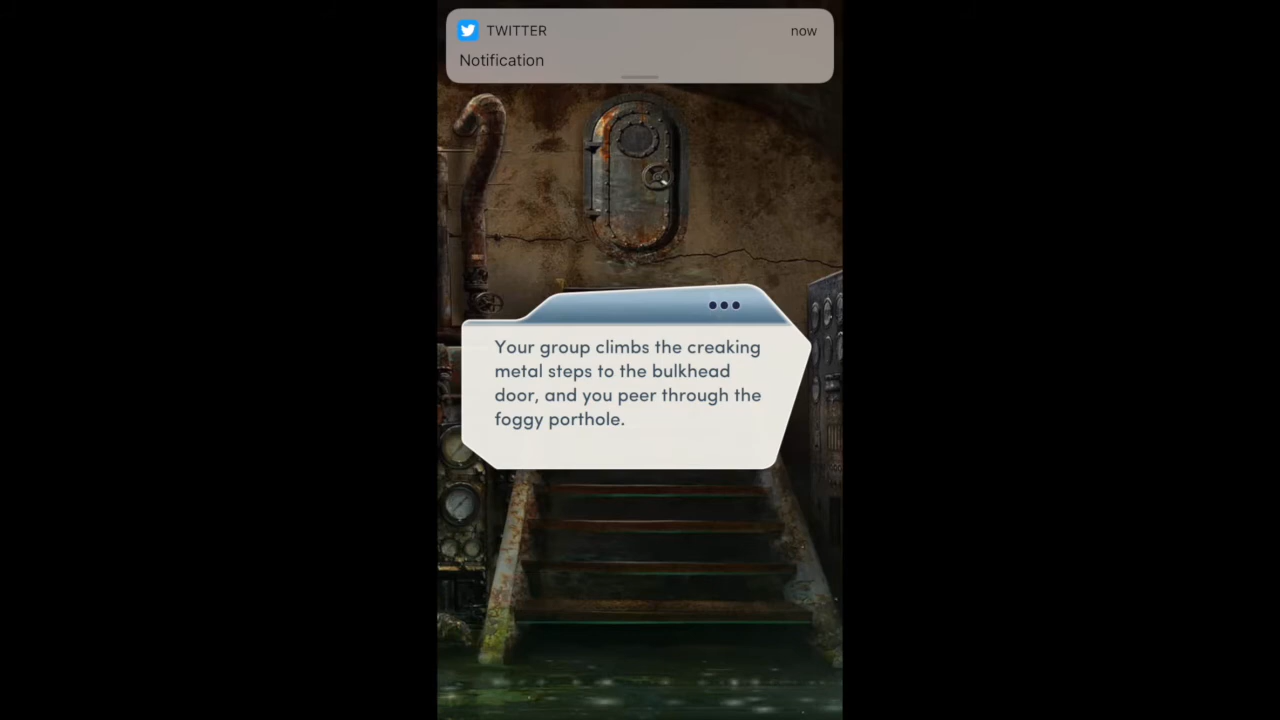 TWITTER now
Notification
Your group climbs the creaking
metal steps to the bulkhead
door, and you peer through the
foggy porthole.